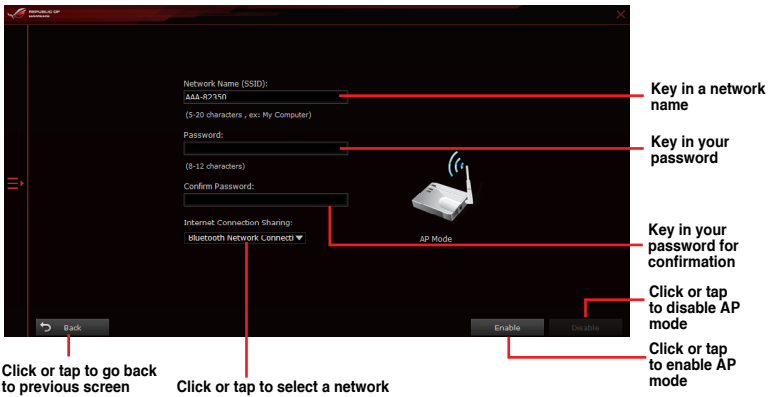 REPUBLIC OF
GAMERS
Network Name (SSID):
AAA-82350
(5-20 characters , ex: My Computer)
Password:
(8-12 characters)
Confirm Password:
Internet Connection Sharing:
Bluetooth Network Connecti
AP Mode
Back
Enable
Disable
Key in a network
name
Key in your
password
Key in your
password for
confirmation
Click or tap
to disable AP
mode
Click or tap
to enable AP
mode
Click or tap to go back
to previous screen
Click or tap to select a network